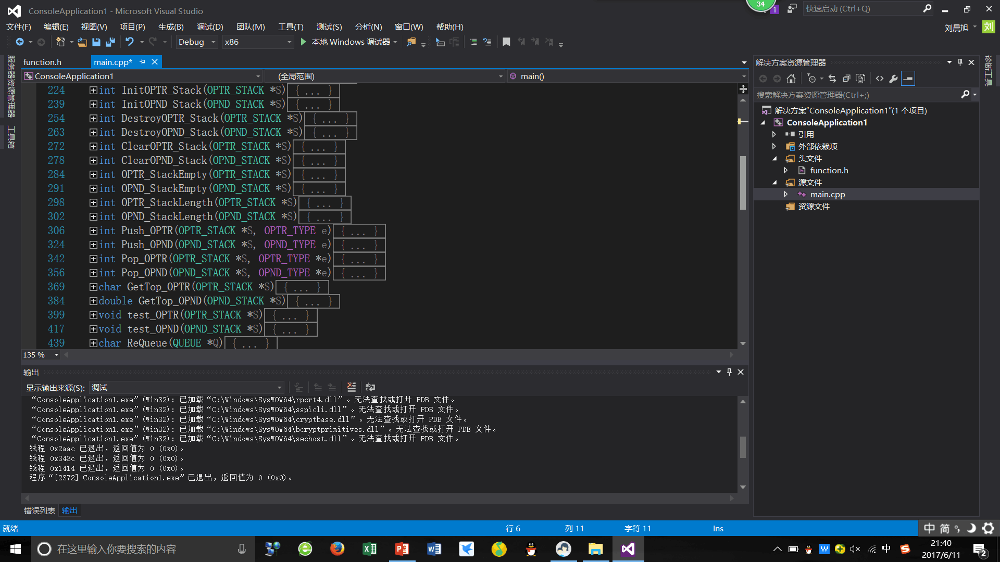 ConsoleApplication1 - Microsoft Visual Studio
34
1
快速启动 (Ctrl+Q)
文件(F) 编辑(E) 视图(V) 项目(P) 生成(B) 调试(D) 团队(M) 工具(T) 测试(S) 分析(N) 窗口(W) 帮助(H)
刘晨旭 刘
Debug x86 本地 Windows 调试器
服务器资源管理器
工具箱
function.h main.cpp*
ConsoleApplication1 (全局范围) main()
224 int InitOPTR_Stack(OPTR_STACK *S){ ... }
239 int InitOPND_Stack(OPND_STACK *S){ ... }
254 int DestroyOPTR_Stack(OPTR_STACK *S){ ... }
263 int DestroyOPND_Stack(OPND_STACK *S){ ... }
272 int ClearOPTR_Stack(OPTR_STACK *S){ ... }
278 int ClearOPND_Stack(OPND_STACK *S){ ... }
284 int OPTR_StackEmpty(OPTR_STACK *S){ ... }
291 int OPND_StackEmpty(OPND_STACK *S){ ... }
298 int OPTR_StackLength(OPTR_STACK *S){ ... }
302 int OPND_StackLength(OPND_STACK *S){ ... }
306 int Push_OPTR(OPTR_STACK *S, OPTR_TYPE e){ ... }
324 int Push_OPND(OPND_STACK *S, OPND_TYPE e){ ... }
342 int Pop_OPTR(OPTR_STACK *S, OPTR_TYPE *e){ ... }
356 int Pop_OPND(OPND_STACK *S, OPND_TYPE *e){ ... }
369 char GetTop_OPTR(OPTR_STACK *S){ ... }
384 double GetTop_OPND(OPND_STACK *S){ ... }
399 void test_OPTR(OPTR_STACK *S){ ... }
417 void test_OPND(OPND_STACK *S){ ... }
439 char ReQueue(QUEUE *Q){ ... }
135 %
输出
显示输出来源(S): 调试
“ConsoleApplication1.exe”(Win32): 已加载“C:\Windows\SysWOW64\rpcrt4.dll”。无法查找或打开 PDB 文件。
“ConsoleApplication1.exe”(Win32): 已加载“C:\Windows\SysWOW64\sspicli.dll”。无法查找或打开 PDB 文件。
“ConsoleApplication1.exe”(Win32): 已加载“C:\Windows\SysWOW64\cryptbase.dll”。无法查找或打开 PDB 文件。
“ConsoleApplication1.exe”(Win32): 已加载“C:\Windows\SysWOW64\bcryptprimitives.dll”。无法查找或打开 PDB 文件。
“ConsoleApplication1.exe”(Win32): 已加载“C:\Windows\SysWOW64\sechost.dll”。无法查找或打开 PDB 文件。
线程 0x2aac 已退出，返回值为 0 (0x0)。
线程 0x343c 已退出，返回值为 0 (0x0)。
线程 0x1414 已退出，返回值为 0 (0x0)。
程序“[2372] ConsoleApplication1.exe”已退出，返回值为 0 (0x0)。
错误列表 输出
解决方案资源管理器
搜索解决方案资源管理器(Ctrl+;)
解决方案“ConsoleApplication1”(1 个项目)
ConsoleApplication1
引用
外部依赖项
头文件
function.h
源文件
main.cpp
资源文件
诊断工具
就绪 行 6 列 11 字符 11 Ins
中 简
在这里输入你要搜索的内容
中
21:40
2017/6/11
2